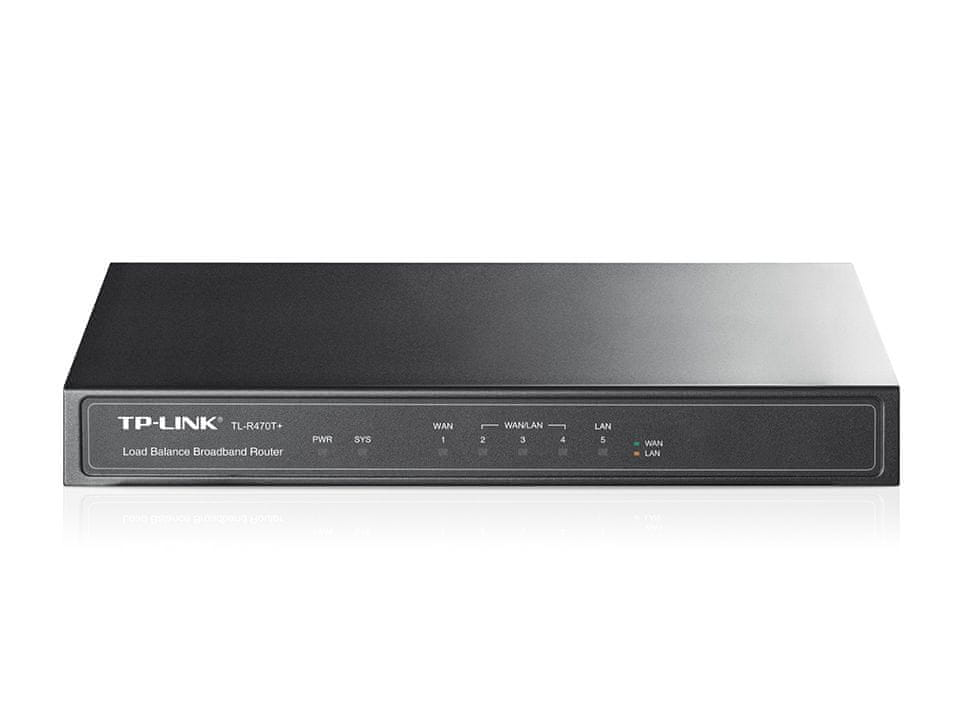 TP-LINK® TL-R470T+
Load Balance Broadband Router
PWR SYS
WAN WAN/LAN LAN
1 2 3 4 5
WAN
LAN